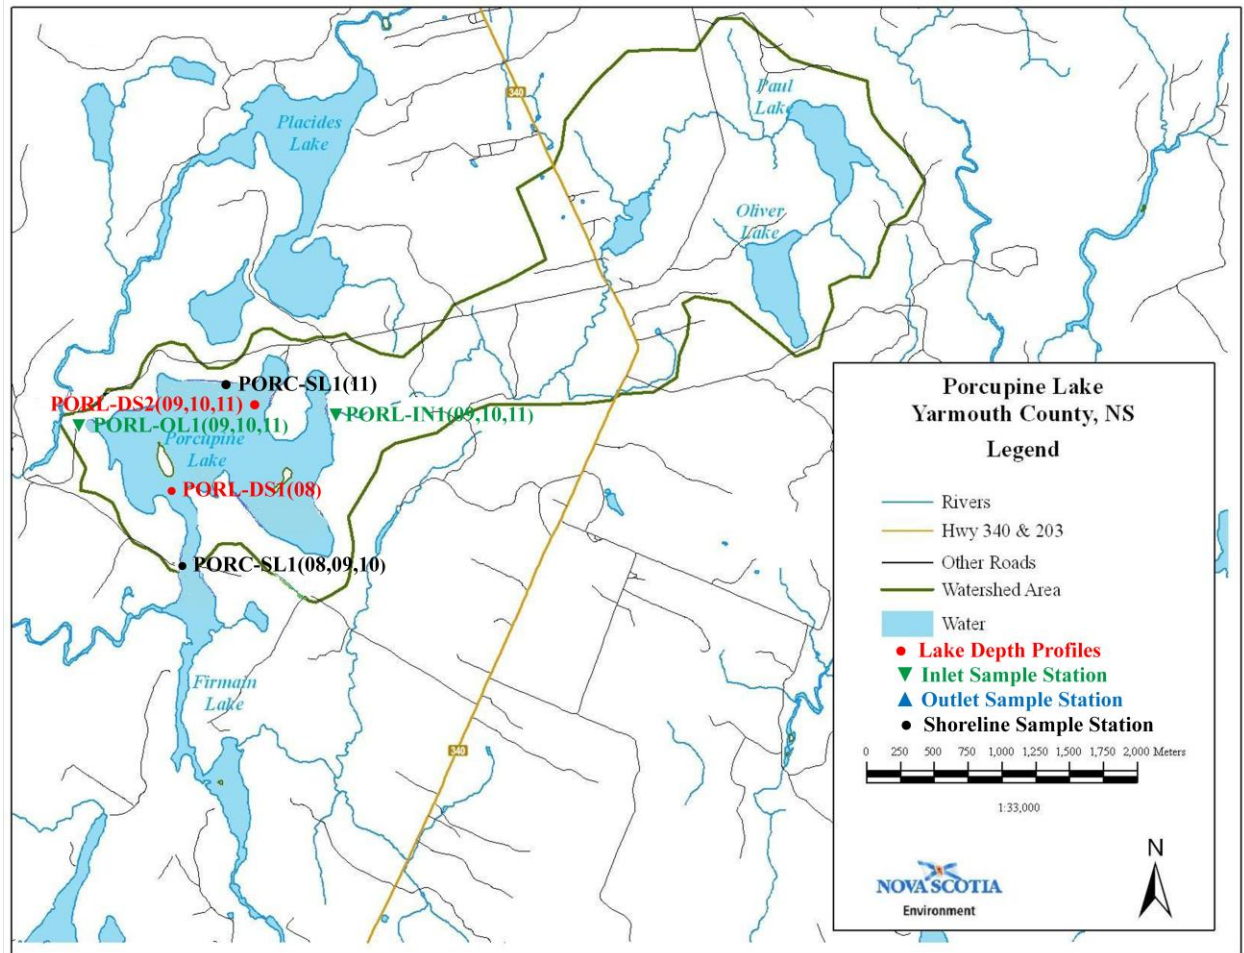 340
Paul
Lake
Placides
Lake
Oliver
Lake
PORC-SL1(11)
PORL-DS2(09,10,11)
PORL-IN1(09,10,11)
PORL-OL1(09,10,11)
Porcupine
Lake
PORL-DS1(08)
PORC-SL1(08,09,10)
Firmain
Lake
340
Porcupine Lake
Yarmouth County, NS
Legend
Rivers
Hwy 340 & 203
Other Roads
Watershed Area
Water
Lake Depth Profiles
Inlet Sample Station
Outlet Sample Station
Shoreline Sample Station
0 250 500 750 1,000 1,250 1,500 1,750 2,000 Meters
1:33,000
N
NOVA SCOTIA
Environment